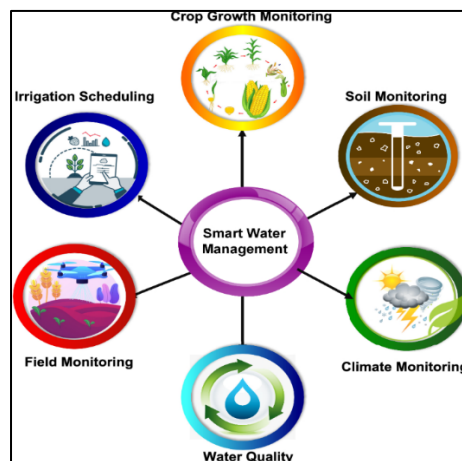 Crop Growth Monitoring
Irrigation Scheduling
Soil Monitoring
Smart Water
Management
Field Monitoring
Climate Monitoring
Water Quality